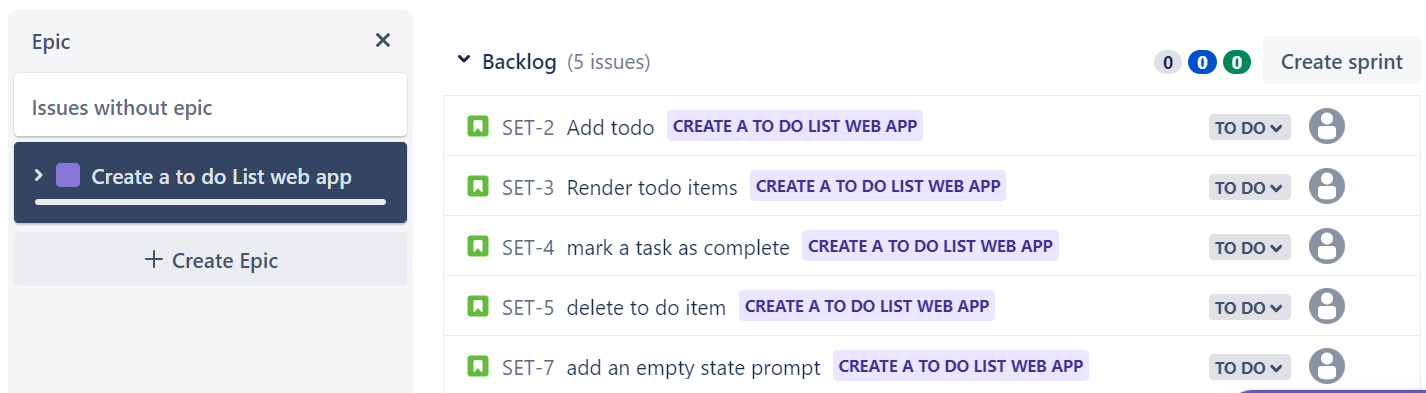 Epic
Issues without epic
Create a to do List web app
+ Create Epic
Backlog (5 issues) 0 0 0 Create sprint
SET-2 Add todo CREATE A TO DO LIST WEB APP TO DO
SET-3 Render todo items CREATE A TO DO LIST WEB APP TO DO
SET-4 mark a task as complete CREATE A TO DO LIST WEB APP TO DO
SET-5 delete to do item CREATE A TO DO LIST WEB APP TO DO
SET-7 add an empty state prompt CREATE A TO DO LIST WEB APP TO DO